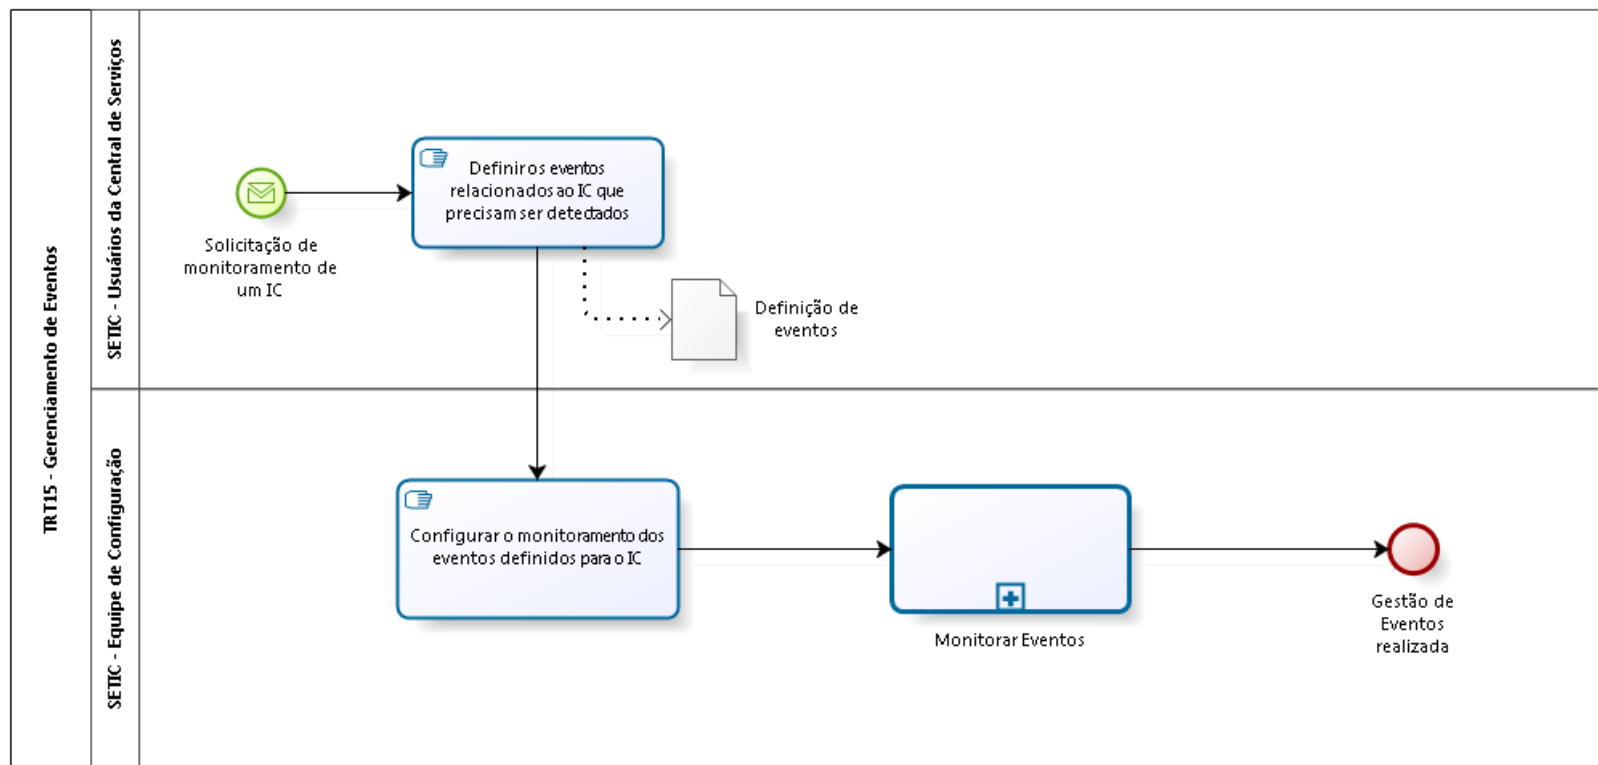 TRT15 - Gerenciamento de Eventos
SETIC - Usuários da Central de Serviços
Solicitação de
monitoramento de
um IC
Definir os eventos
relacionados ao IC que
precisam ser detectados
Definição de
eventos
SETIC - Equipe de Configuração
Configurar o monitoramento dos
eventos definidos para o IC
Monitorar Eventos
Gestão de
Eventos
realizada